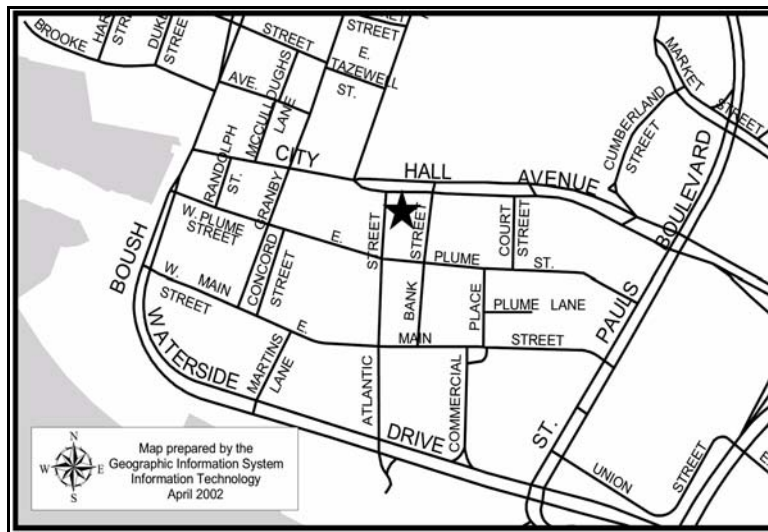 BROOKE
HAR
STR
DUKE
STREE
STREET
E.
TAZEWELL
ST.
STREET
AVE.
MCCULLOUGHS
LANE
MARKET
STREET
CUMBERLAND
STREET
RANDOLPH
ST.
CITY
HALL
AVENUE
BOULEVARD
GRANBY
W. PLUME
STREET
E.
PLUME
ST.
STREET
STREET
COURT
STREET
BOUSH
W.
MAIN
STREET
CONCORD
STREET
E.
MAIN
STREET
BANK
PLACE
PLUME LANE
PAULS
WATERSIDE
MARTINS
LANE
ATLANTIC
COMMERCIAL
DRIVE
ST.
UNION
STREET
E.
N
W
E
S
Map prepared by the
Geographic Information System
Information Technology
April 2002